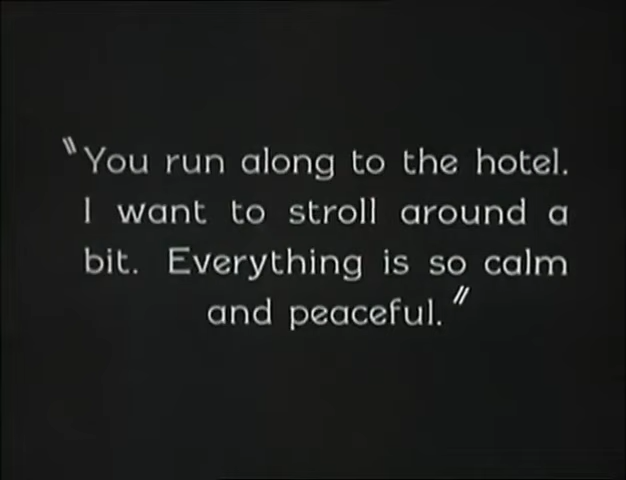 "You run along to the hotel.
I want to stroll around a
bit. Everything is so calm
and peaceful."